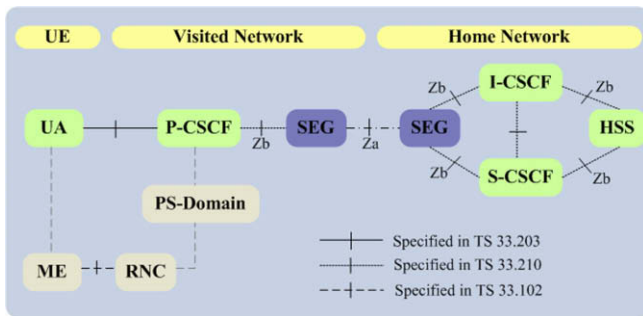 UE
Visited Network
Home Network
Zb
I-CSCF
Zb
UA
P-CSCF
Zb
SEG
Za
SEG
HSS
Zb
S-CSCF
Zb
PS-Domain
ME
RNC
Specified in TS 33.203
Specified in TS 33.210
Specified in TS 33.102